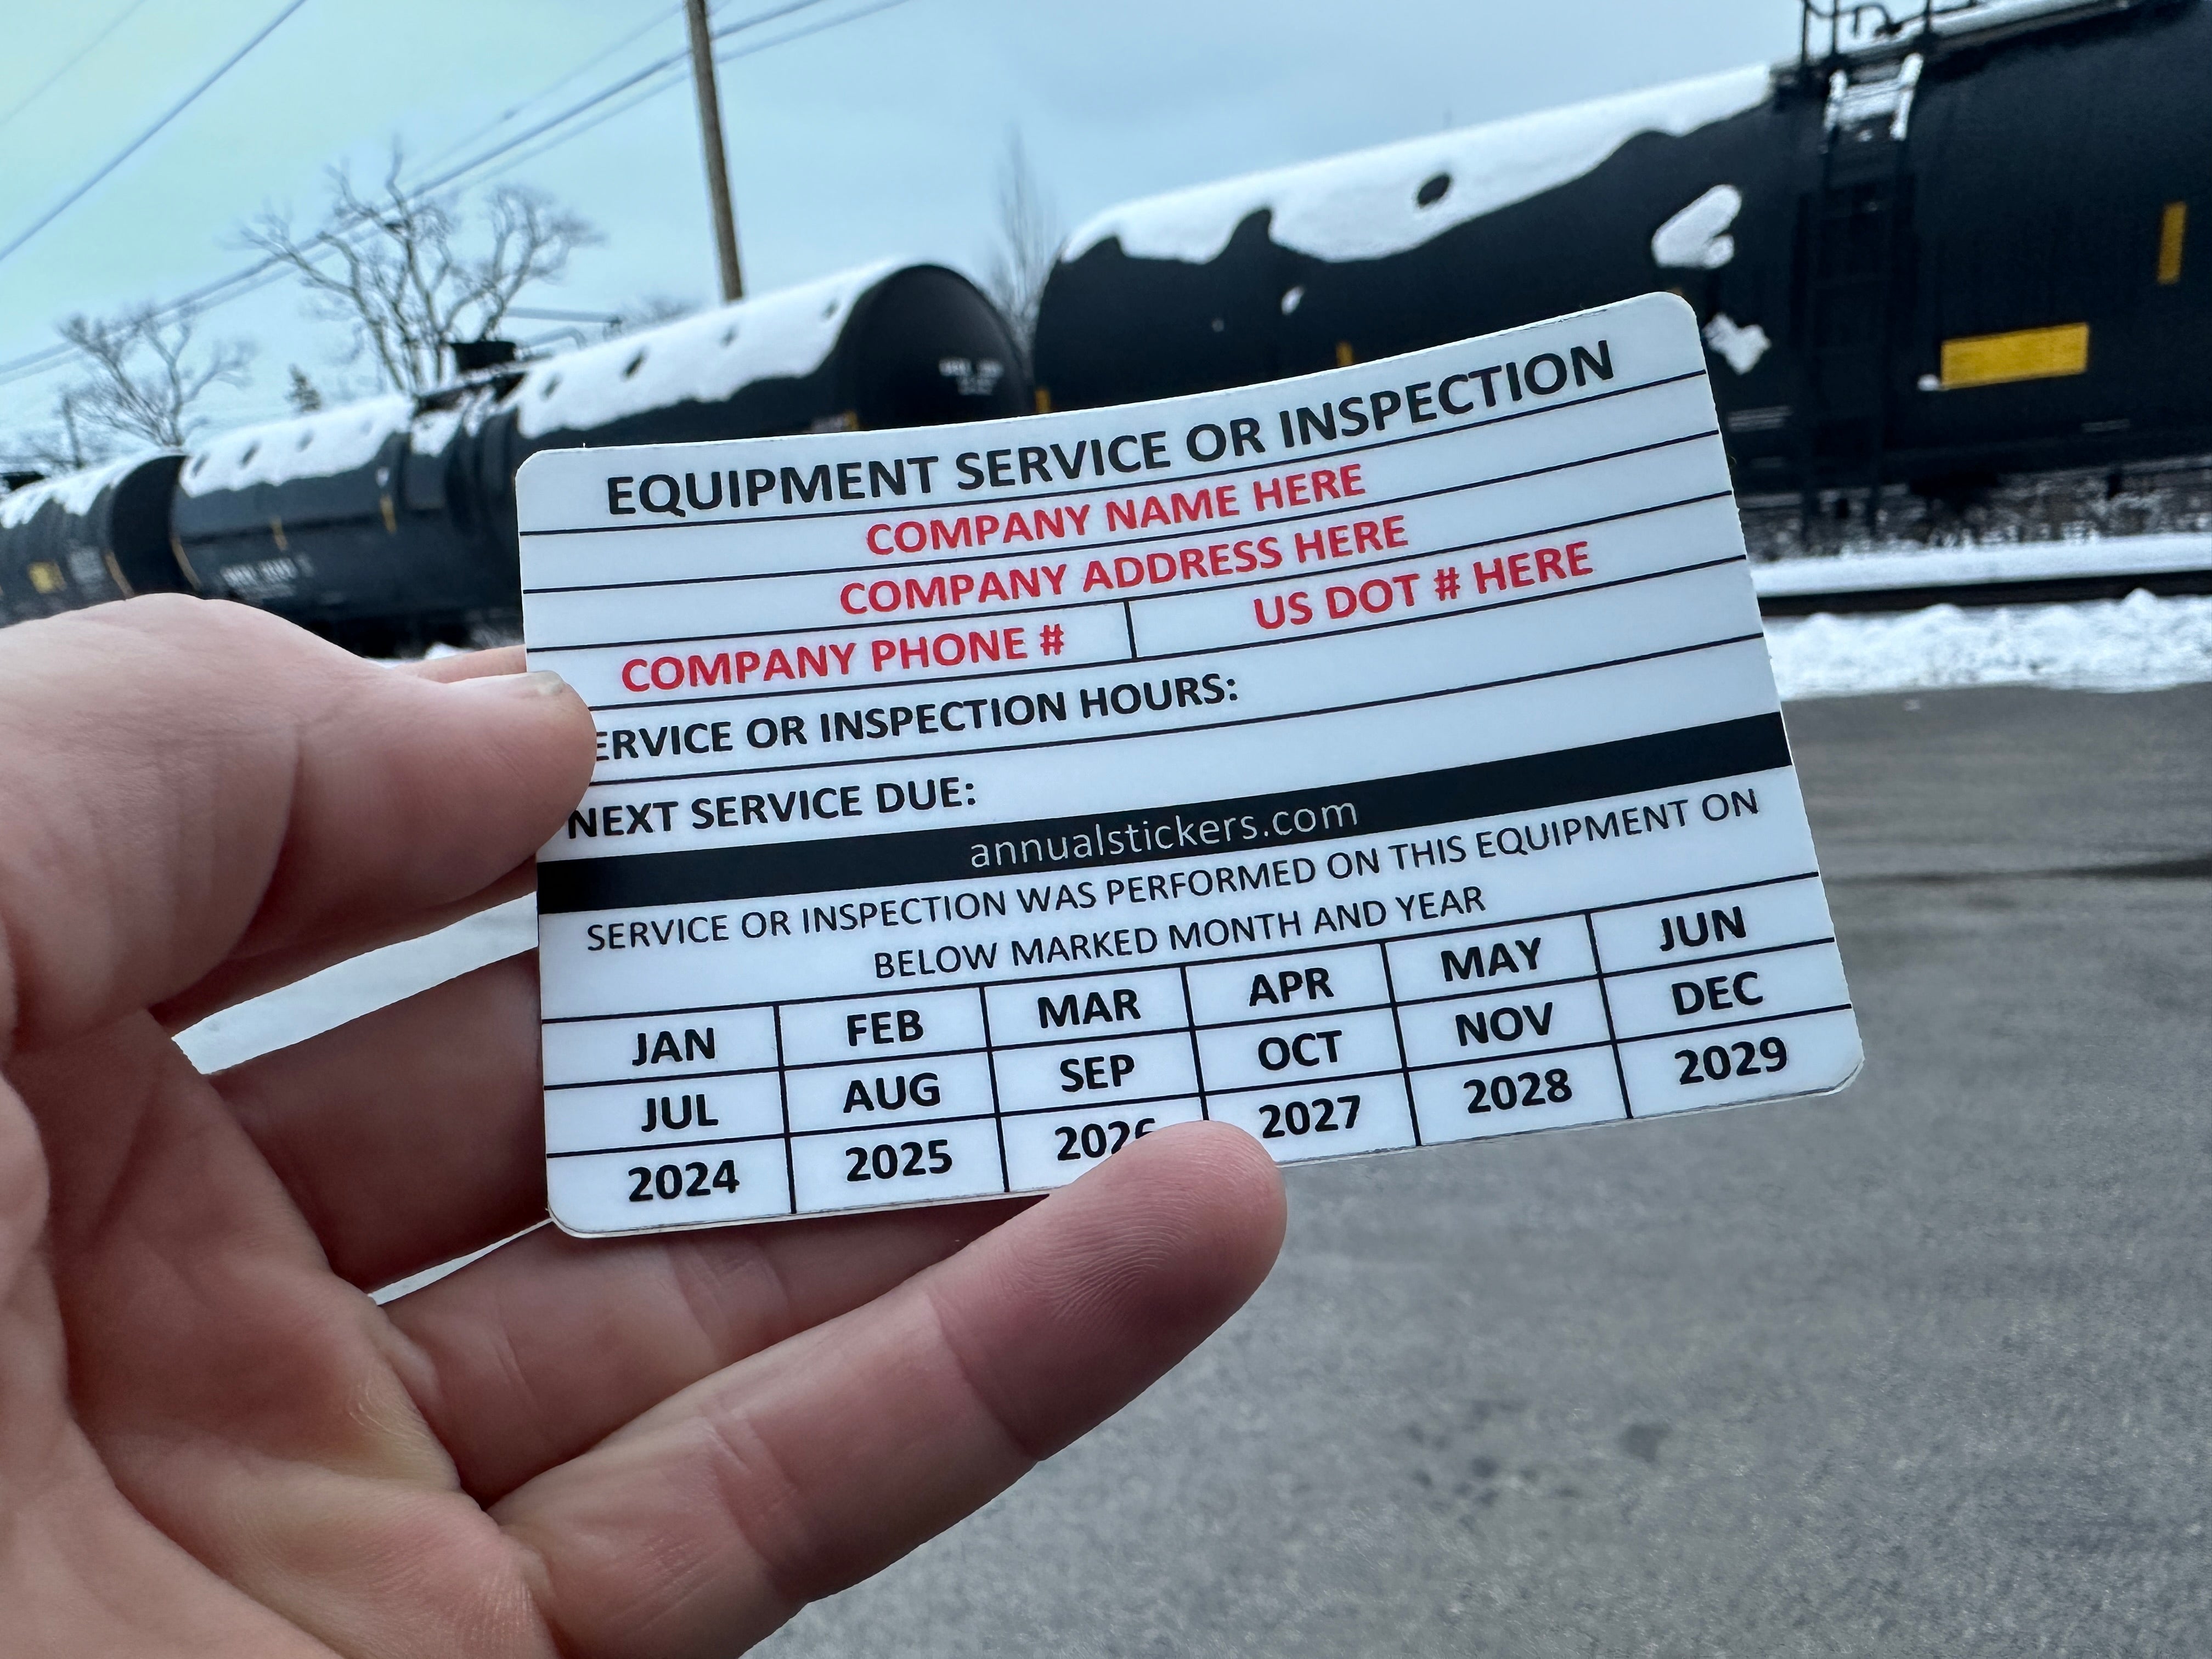 EQUIPMENT SERVICE OR INSPECTION
COMPANY NAME HERE
COMPANY ADDRESS HERE
COMPANY PHONE # US DOT # HERE
ERVICE OR INSPECTION HOURS:
NEXT SERVICE DUE:
annualstickers.com
SERVICE OR INSPECTION WAS PERFORMED ON THIS EQUIPMENT ON
BELOW MARKED MONTH AND YEAR
JAN FEB MAR APR MAY JUN
JUL AUG SEP OCT NOV DEC
2024 2025 2026 2027 2028 2029